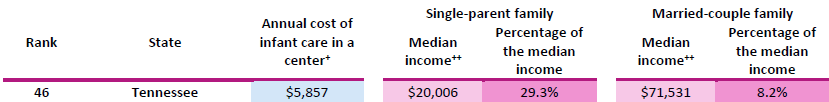 Single-parent family Married-couple family
Rank State Annual cost of infant care in a center+ Median income++ Percentage of the median income Median income++ Percentage of the median income
46 Tennessee $5,857 $20,006 29.3% $71,531 8.2%